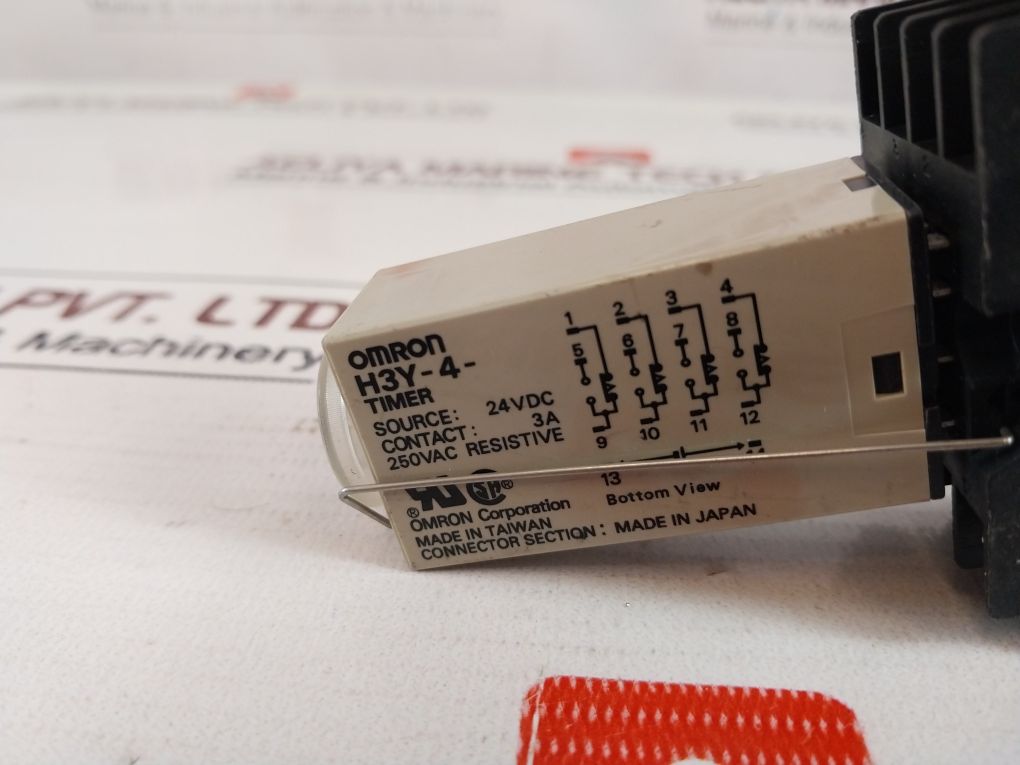 PVT. LTD
Machinery
OMRON
H3Y-4-
TIMER
SOURCE: 24VDC
CONTACT: 3A
250VAC RESISTIVE
® SA®
OMRON Corporation
MADE IN TAIWAN
CONNECTOR SECTION: MADE IN JAPAN
1 2 3 4
5 6 7 8
9 10 11 12
13
Bottom View